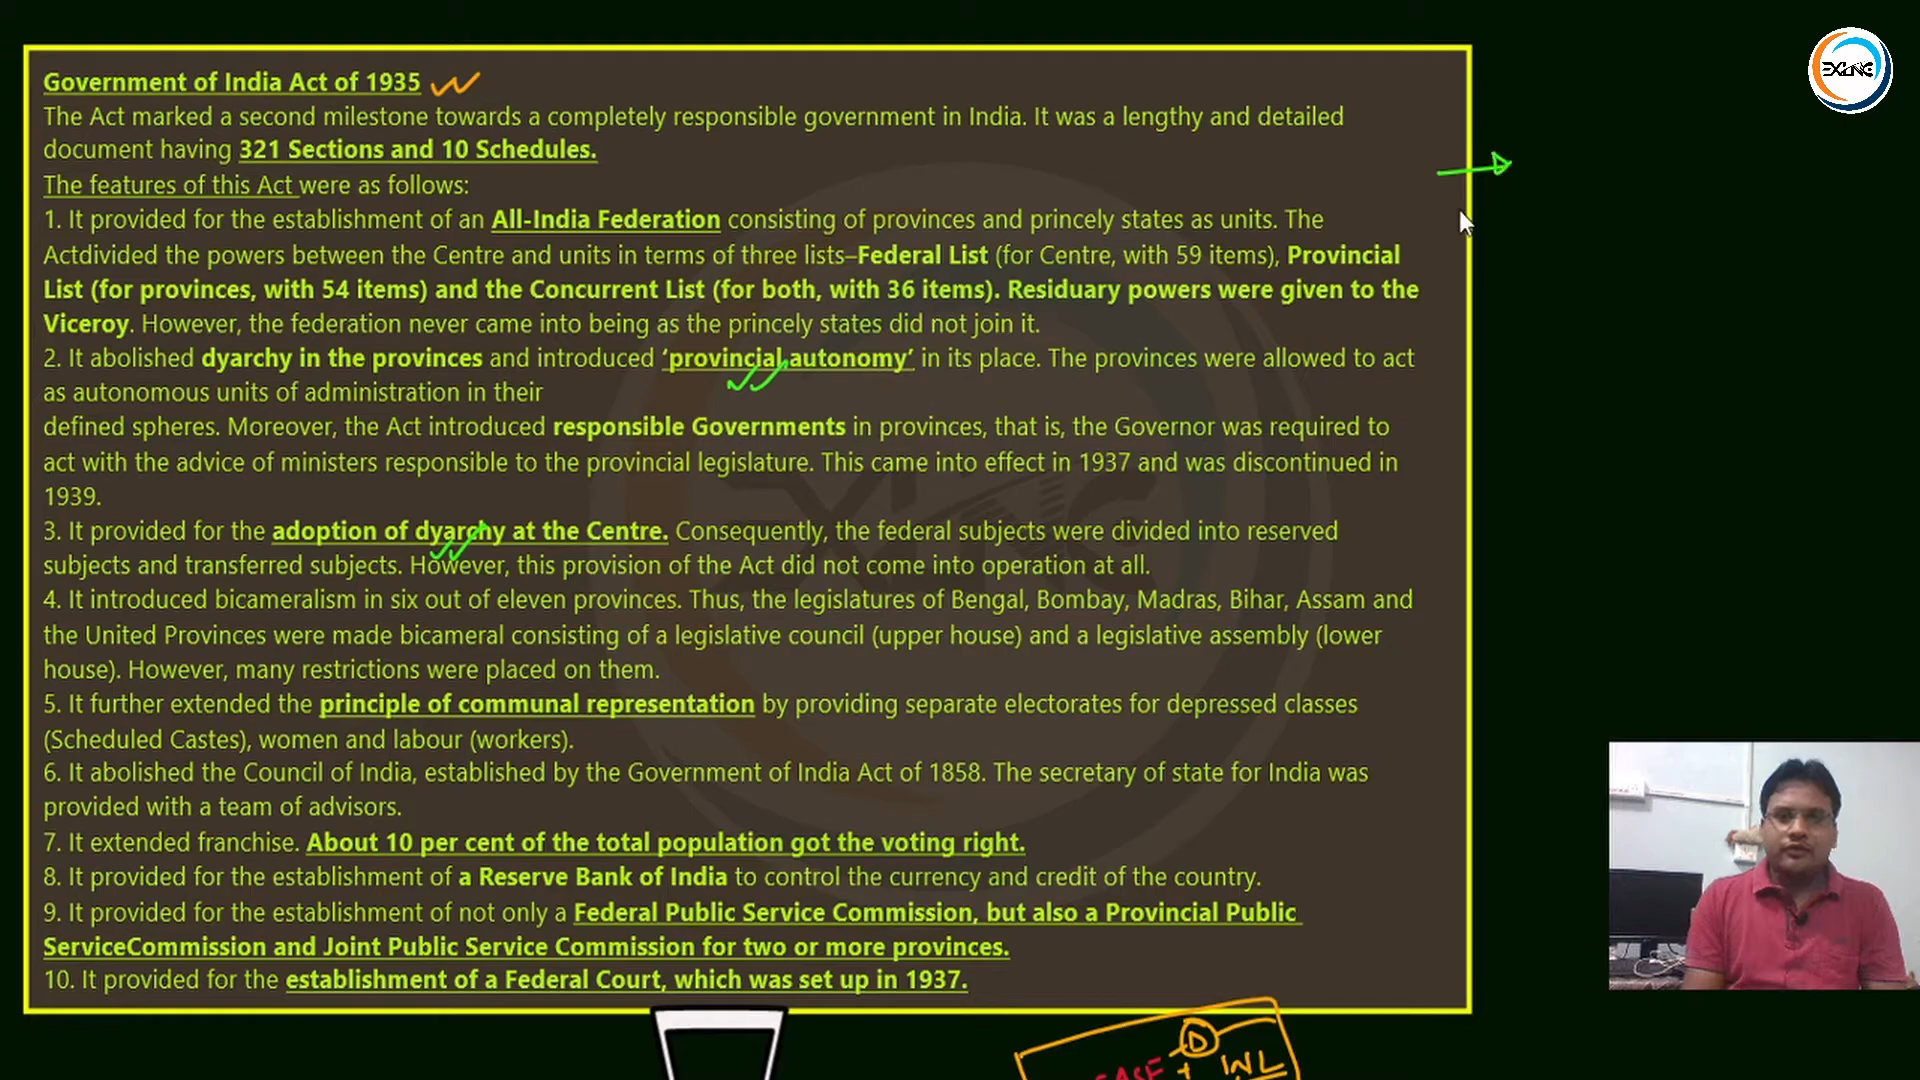 EXLNC
Government of India Act of 1935
The Act marked a second milestone towards a completely responsible government in India. It was a lengthy and detailed
document having 321 Sections and 10 Schedules.
The features of this Act were as follows:
1. It provided for the establishment of an All-India Federation consisting of provinces and princely states as units. The
Actdivided the powers between the Centre and units in terms of three lists–Federal List (for Centre, with 59 items), Provincial
List (for provinces, with 54 items) and the Concurrent List (for both, with 36 items). Residuary powers were given to the
Viceroy. However, the federation never came into being as the princely states did not join it.
2. It abolished dyarchy in the provinces and introduced ‘provincial autonomy’ in its place. The provinces were allowed to act
as autonomous units of administration in their
defined spheres. Moreover, the Act introduced responsible Governments in provinces, that is, the Governor was required to
act with the advice of ministers responsible to the provincial legislature. This came into effect in 1937 and was discontinued in
1939.
3. It provided for the adoption of dyarchy at the Centre. Consequently, the federal subjects were divided into reserved
subjects and transferred subjects. However, this provision of the Act did not come into operation at all.
4. It introduced bicameralism in six out of eleven provinces. Thus, the legislatures of Bengal, Bombay, Madras, Bihar, Assam and
the United Provinces were made bicameral consisting of a legislative council (upper house) and a legislative assembly (lower
house). However, many restrictions were placed on them.
5. It further extended the principle of communal representation by providing separate electorates for depressed classes
(Scheduled Castes), women and labour (workers).
6. It abolished the Council of India, established by the Government of India Act of 1858. The secretary of state for India was
provided with a team of advisors.
7. It extended franchise. About 10 per cent of the total population got the voting right.
8. It provided for the establishment of a Reserve Bank of India to control the currency and credit of the country.
9. It provided for the establishment of not only a Federal Public Service Commission, but also a Provincial Public
ServiceCommission and Joint Public Service Commission for two or more provinces.
10. It provided for the establishment of a Federal Court, which was set up in 1937.
D
+ INL